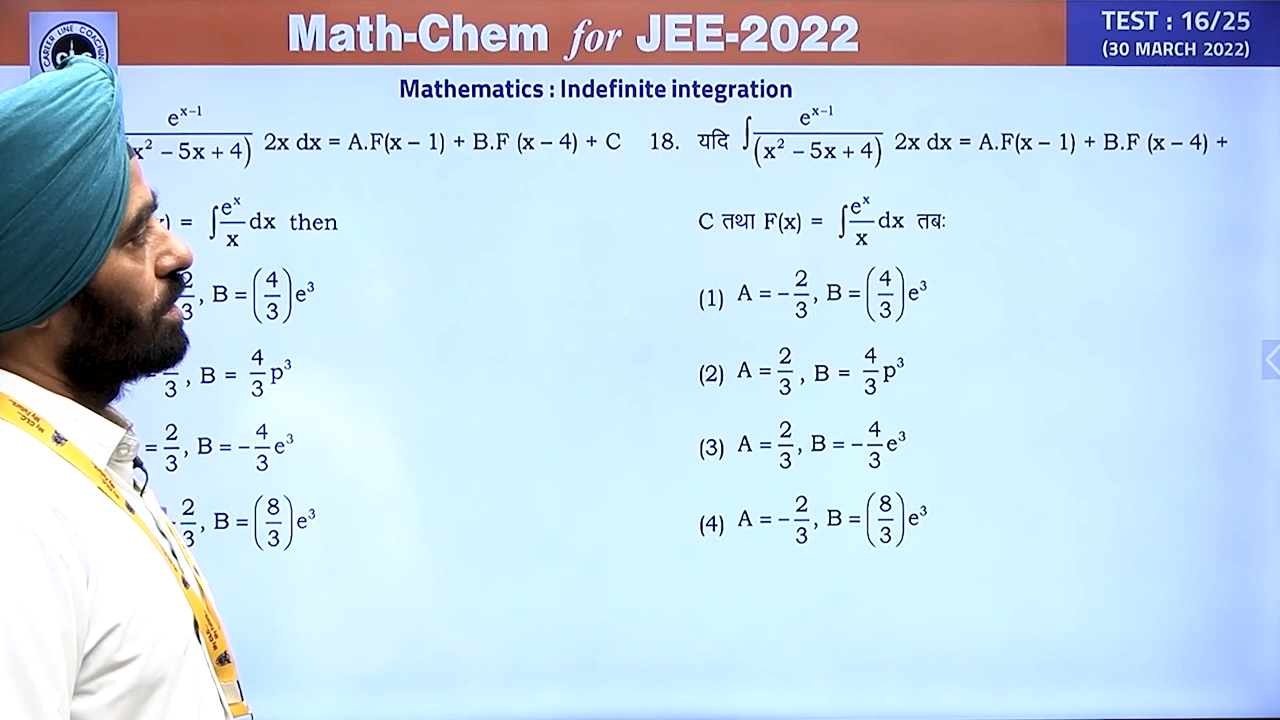 Math-Chem for JEE-2022
TEST : 16/25
(30 MARCH 2022)
CAREER LINE COACHING
Mathematics : Indefinite integration
e^(x–1) / (x² – 5x + 4) 2x dx = A.F(x – 1) + B.F (x – 4) + C
= ∫ e^x / x dx then
2/3, B = (4/3) e³
/3, B = 4/3 p³
= 2/3, B = – 4/3 e³
2/3, B = (8/3) e³
18. यदि ∫ e^(x–1) / (x² – 5x + 4) 2x dx = A.F(x – 1) + B.F (x – 4) +
C तथा F(x) = ∫ e^x / x dx तबः
(1) A = – 2/3, B = (4/3) e³
(2) A = 2/3, B = 4/3 p³
(3) A = 2/3, B = – 4/3 e³
(4) A = – 2/3, B = (8/3) e³